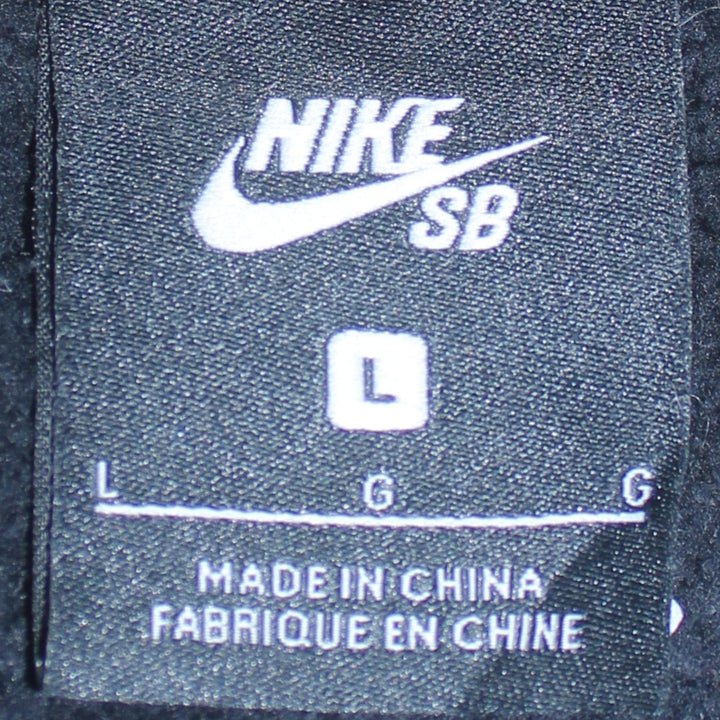 NIKE
SB
L
L G G
MADE IN CHINA
FABRIQUE EN CHINE